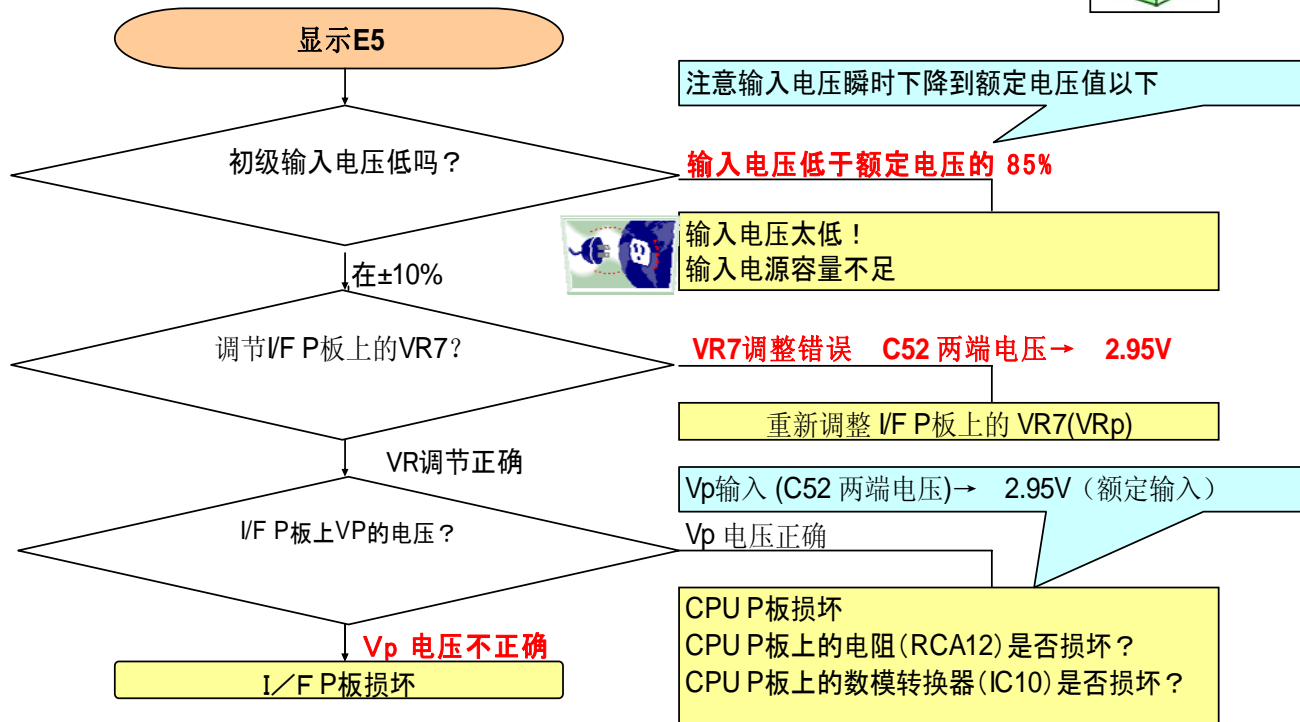 显示E5
注意输入电压瞬时下降到额定电压值以下
初级输入电压低吗？
输入电压低于额定电压的 85%
输入电压太低！
输入电源容量不足
在±10%
调节I/F P板上的VR7?
VR7调整错误 C52 两端电压→ 2.95V
重新调整 I/F P板上的 VR7(VRp)
VR调节正确
Vp输入 (C52 两端电压)→ 2.95V（额定输入）
I/F P板上VP的电压？
Vp 电压正确
CPU P板损坏
CPU P板上的电阻(RCA12)是否损坏？
CPU P板上的数模转换器(IC10)是否损坏？
Vp 电压不正确
I／F P板损坏